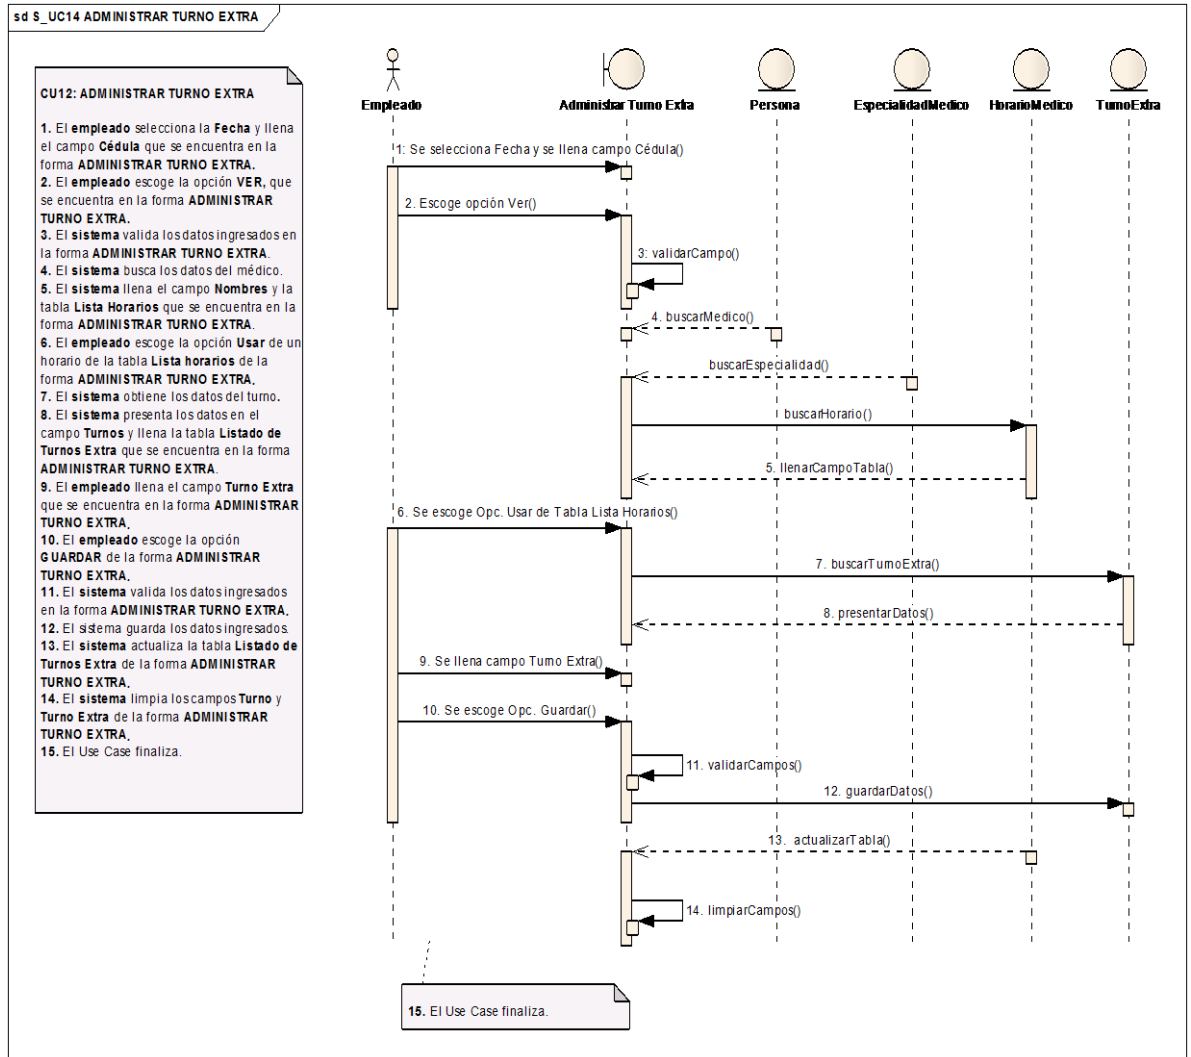 sd S_UC14 ADMINISTRAR TURNO EXTRA
CU12: ADMINISTRAR TURNO EXTRA
1. El empleado selecciona la Fecha y llena
el campo Cédula que se encuentra en la
forma ADMINISTRAR TURNO EXTRA.
2. El empleado escoge la opción VER, que
se encuentra en la forma ADMINISTRAR
TURNO EXTRA.
3. El sistema valida los datos ingresados en
la forma ADMINISTRAR TURNO EXTRA.
4. El sistema busca los datos del médico.
5. El sistema llena el campo Nombres y la
tabla Lista Horarios que se encuentra en la
forma ADMINISTRAR TURNO EXTRA.
6. El empleado escoge la opción Usar de un
horario de la tabla Lista horarios de la
forma ADMINISTRAR TURNO EXTRA.
7. El sistema obtiene los datos del turno.
8. El sistema presenta los datos en el
campo Turnos y llena la tabla Listado de
Turnos Extra que se encuentra en la forma
ADMINISTRAR TURNO EXTRA.
9. El empleado llena el campo Turno Extra
que se encuentra en la forma ADMINISTRAR
TURNO EXTRA.
10. El empleado escoge la opción
GUARDAR de la forma ADMINISTRAR
TURNO EXTRA.
11. El sistema valida los datos ingresados
en la forma ADMINISTRAR TURNO EXTRA.
12. El sistema guarda los datos ingresados.
13. El sistema actualiza la tabla Listado de
Turnos Extra de la forma ADMINISTRAR
TURNO EXTRA.
14. El sistema limpia los campos Turno y
Turno Extra de la forma ADMINISTRAR
TURNO EXTRA.
15. El Use Case finaliza.
Empleado
Administrar Turno Extra
Persona
EspecialidadMedico
HorarioMedico
TurnoExtra
1: Se selecciona Fecha y se llena campo Cédula()
2. Escoge opción Ver()
3: validarCampo()
4. buscarMedico()
buscarEspecialidad()
buscarHorario()
5. llenarCampoTabla()
6. Se escoge Opc. Usar de Tabla Lista Horarios()
7. buscarTurnoExtra()
8. presentarDatos()
9. Se llena campo Turno Extra()
10. Se escoge Opc. Guardar()
11. validarCampos()
12. guardarDatos()
13. actualizarTabla()
14. limpiarCampos()
15. El Use Case finaliza.